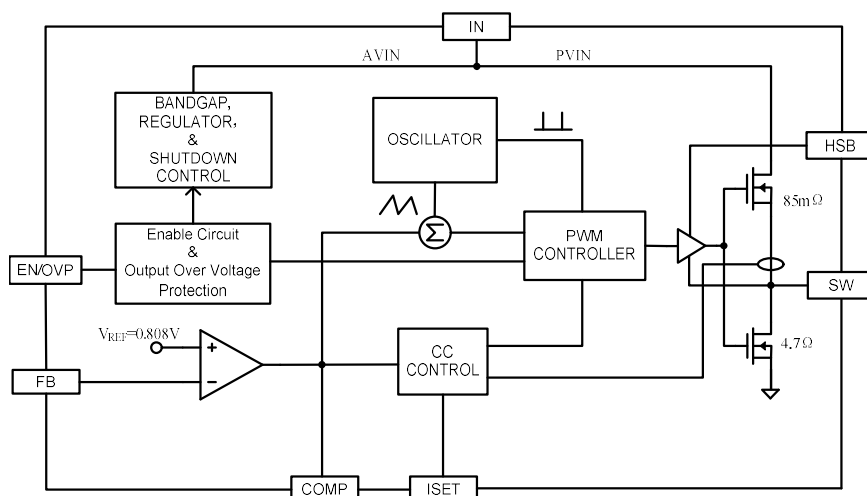 IN
AVIN
PVIN
BANDGAP,
REGULATOR,
&
SHUTDOWN
CONTROL
OSCILLATOR
HSB
85mΩ
Enable Circuit
&
Output Over Voltage
Protection
Σ
PWM
CONTROLLER
EN/OVP
SW
VREF=0.808V
+
−
CC
CONTROL
4.7Ω
FB
COMP
ISET